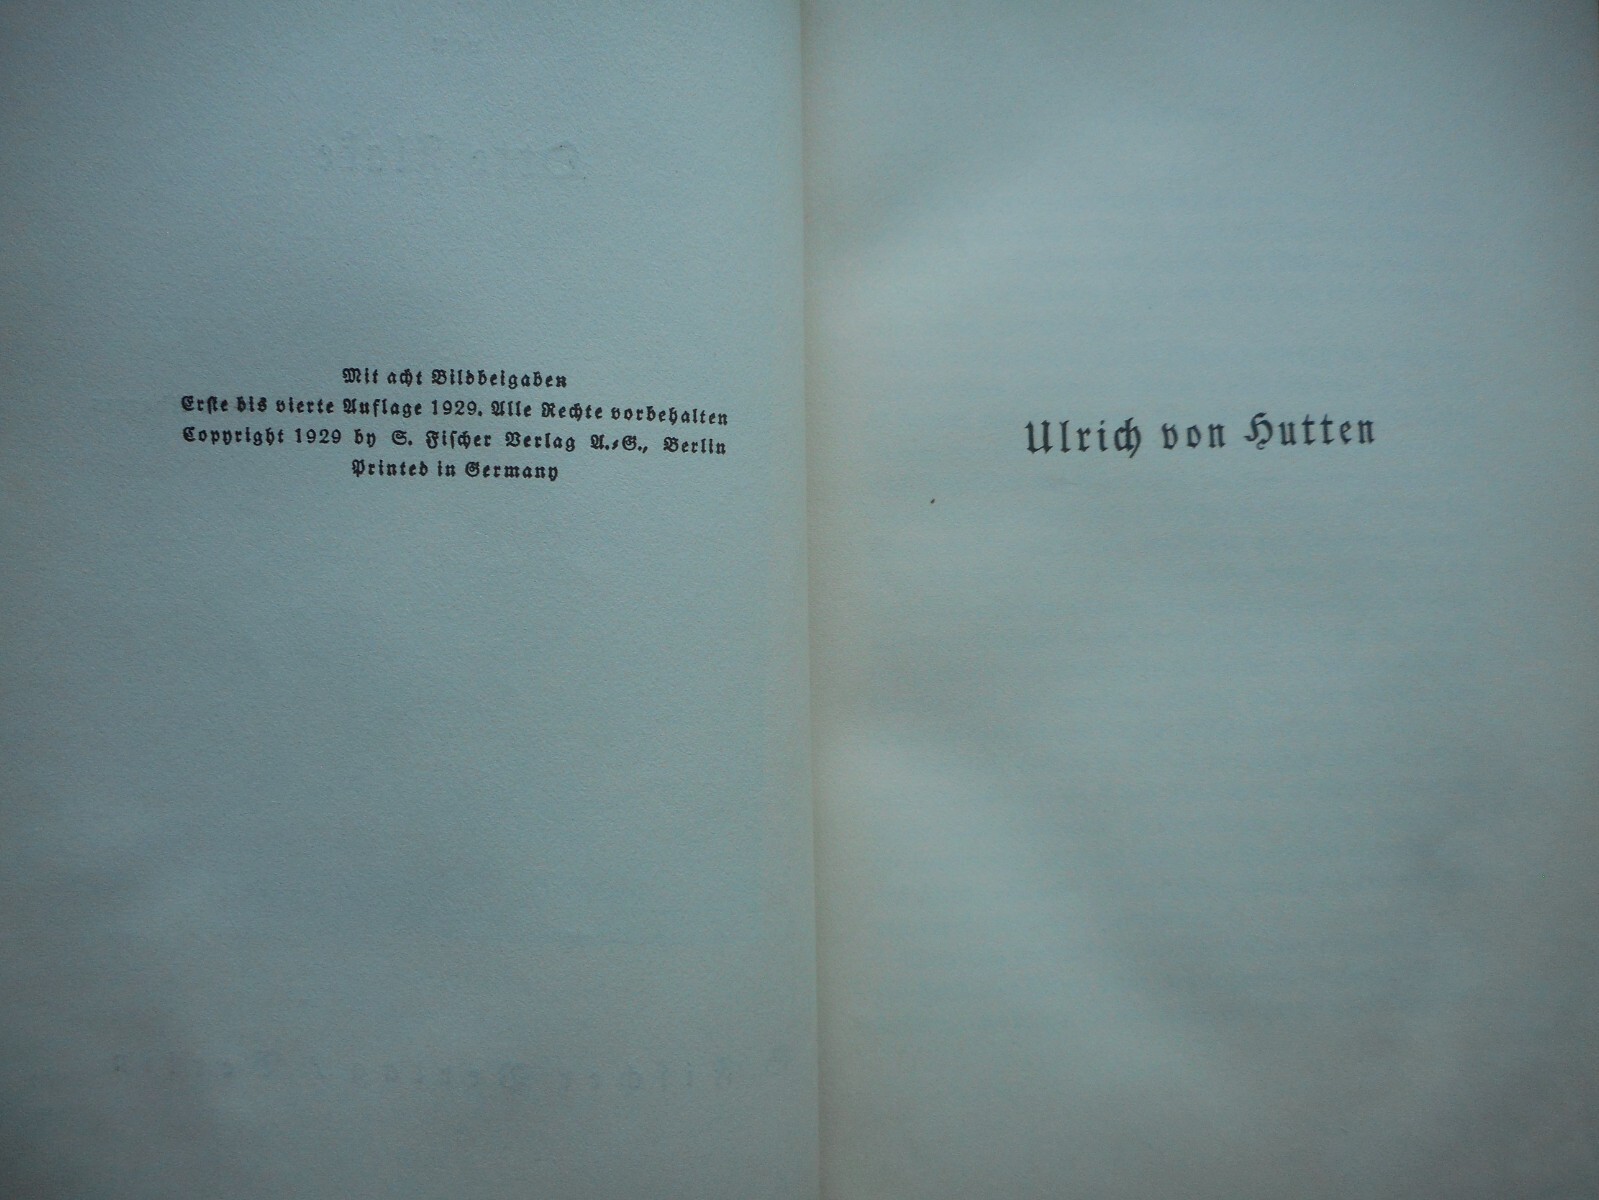 Mit acht Bildbeigaben
Erste bis vierte Auflage 1929. Alle Rechte vorbehalten
Copyright 1929 by S. Fischer Verlag A.-G., Berlin
Printed in Germany
Ulrich von Hutten